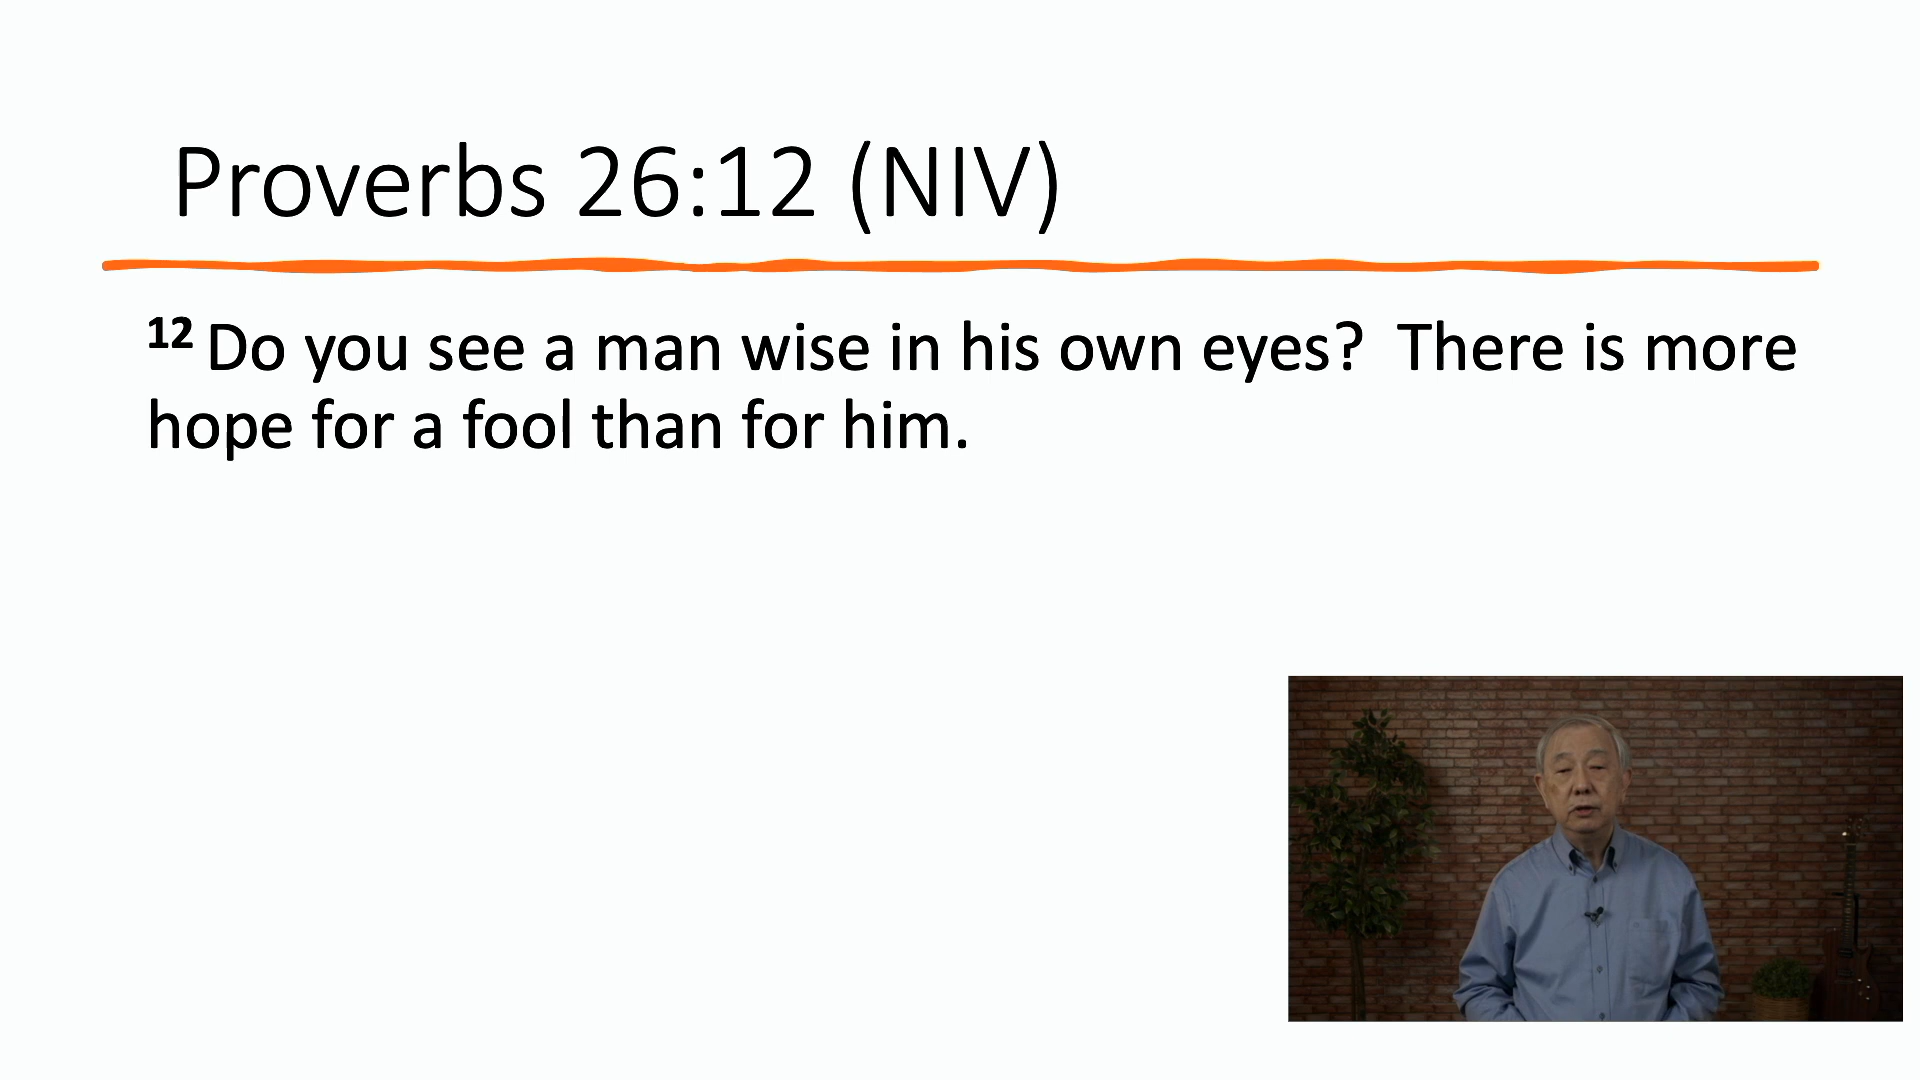 Proverbs 26:12 (NIV)
12 Do you see a man wise in his own eyes?  There is more
hope for a fool than for him.